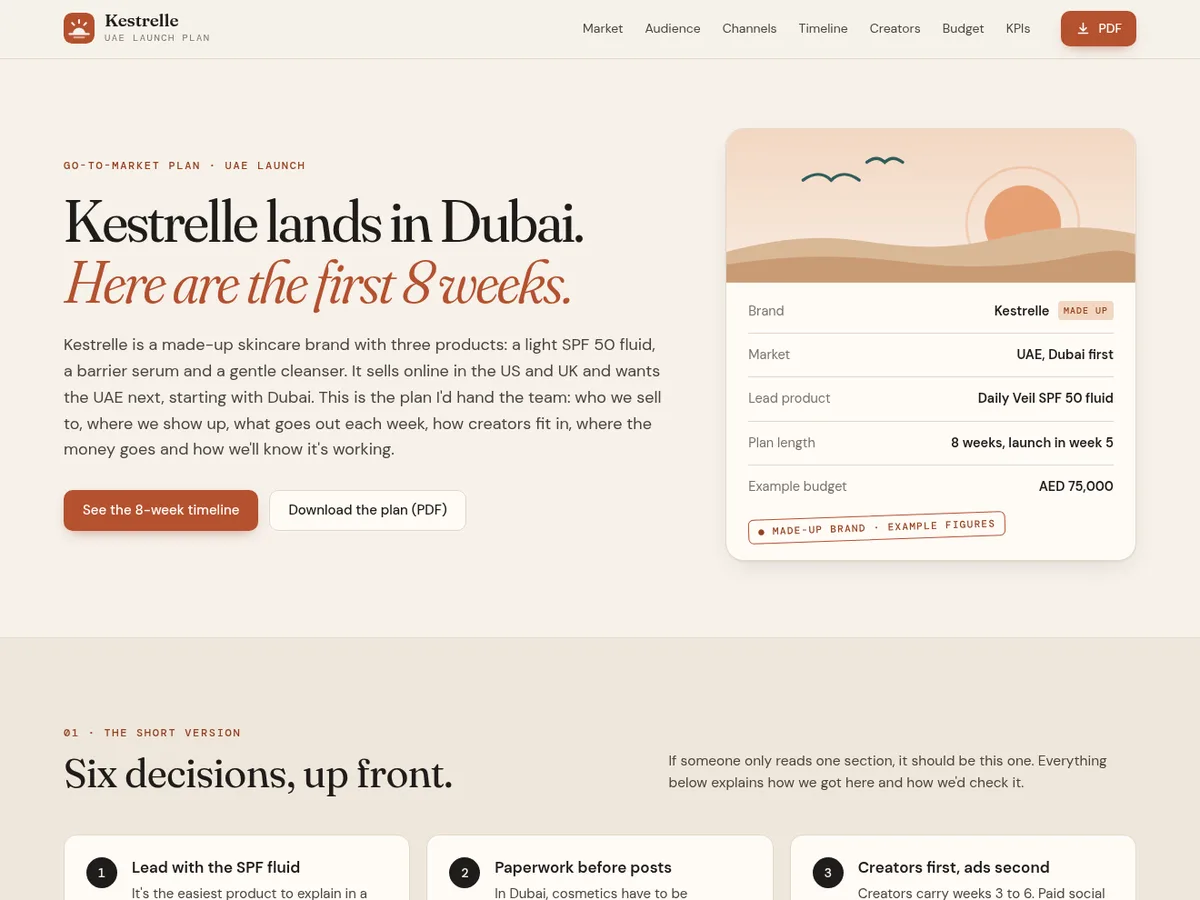 Kestrelle
UAE LAUNCH PLAN
Market
Audience
Channels
Timeline
Creators
Budget
KPIs
PDF
GO-TO-MARKET PLAN · UAE LAUNCH
Kestrelle lands in Dubai.
Here are the first 8 weeks.
Kestrelle is a made-up skincare brand with three products: a light SPF 50 fluid,
a barrier serum and a gentle cleanser. It sells online in the US and UK and wants
the UAE next, starting with Dubai. This is the plan I'd hand the team: who we sell
to, where we show up, what goes out each week, how creators fit in, where the
money goes and how we'll know it's working.
See the 8-week timeline
Download the plan (PDF)
Brand
Kestrelle MADE UP
Market
UAE, Dubai first
Lead product
Daily Veil SPF 50 fluid
Plan length
8 weeks, launch in week 5
Example budget
AED 75,000
MADE-UP BRAND · EXAMPLE FIGURES
01 · THE SHORT VERSION
Six decisions, up front.
If someone only reads one section, it should be this one. Everything
below explains how we got here and how we'd check it.
1
Lead with the SPF fluid
It's the easiest product to explain in a
2
Paperwork before posts
In Dubai, cosmetics have to be
3
Creators first, ads second
Creators carry weeks 3 to 6. Paid social